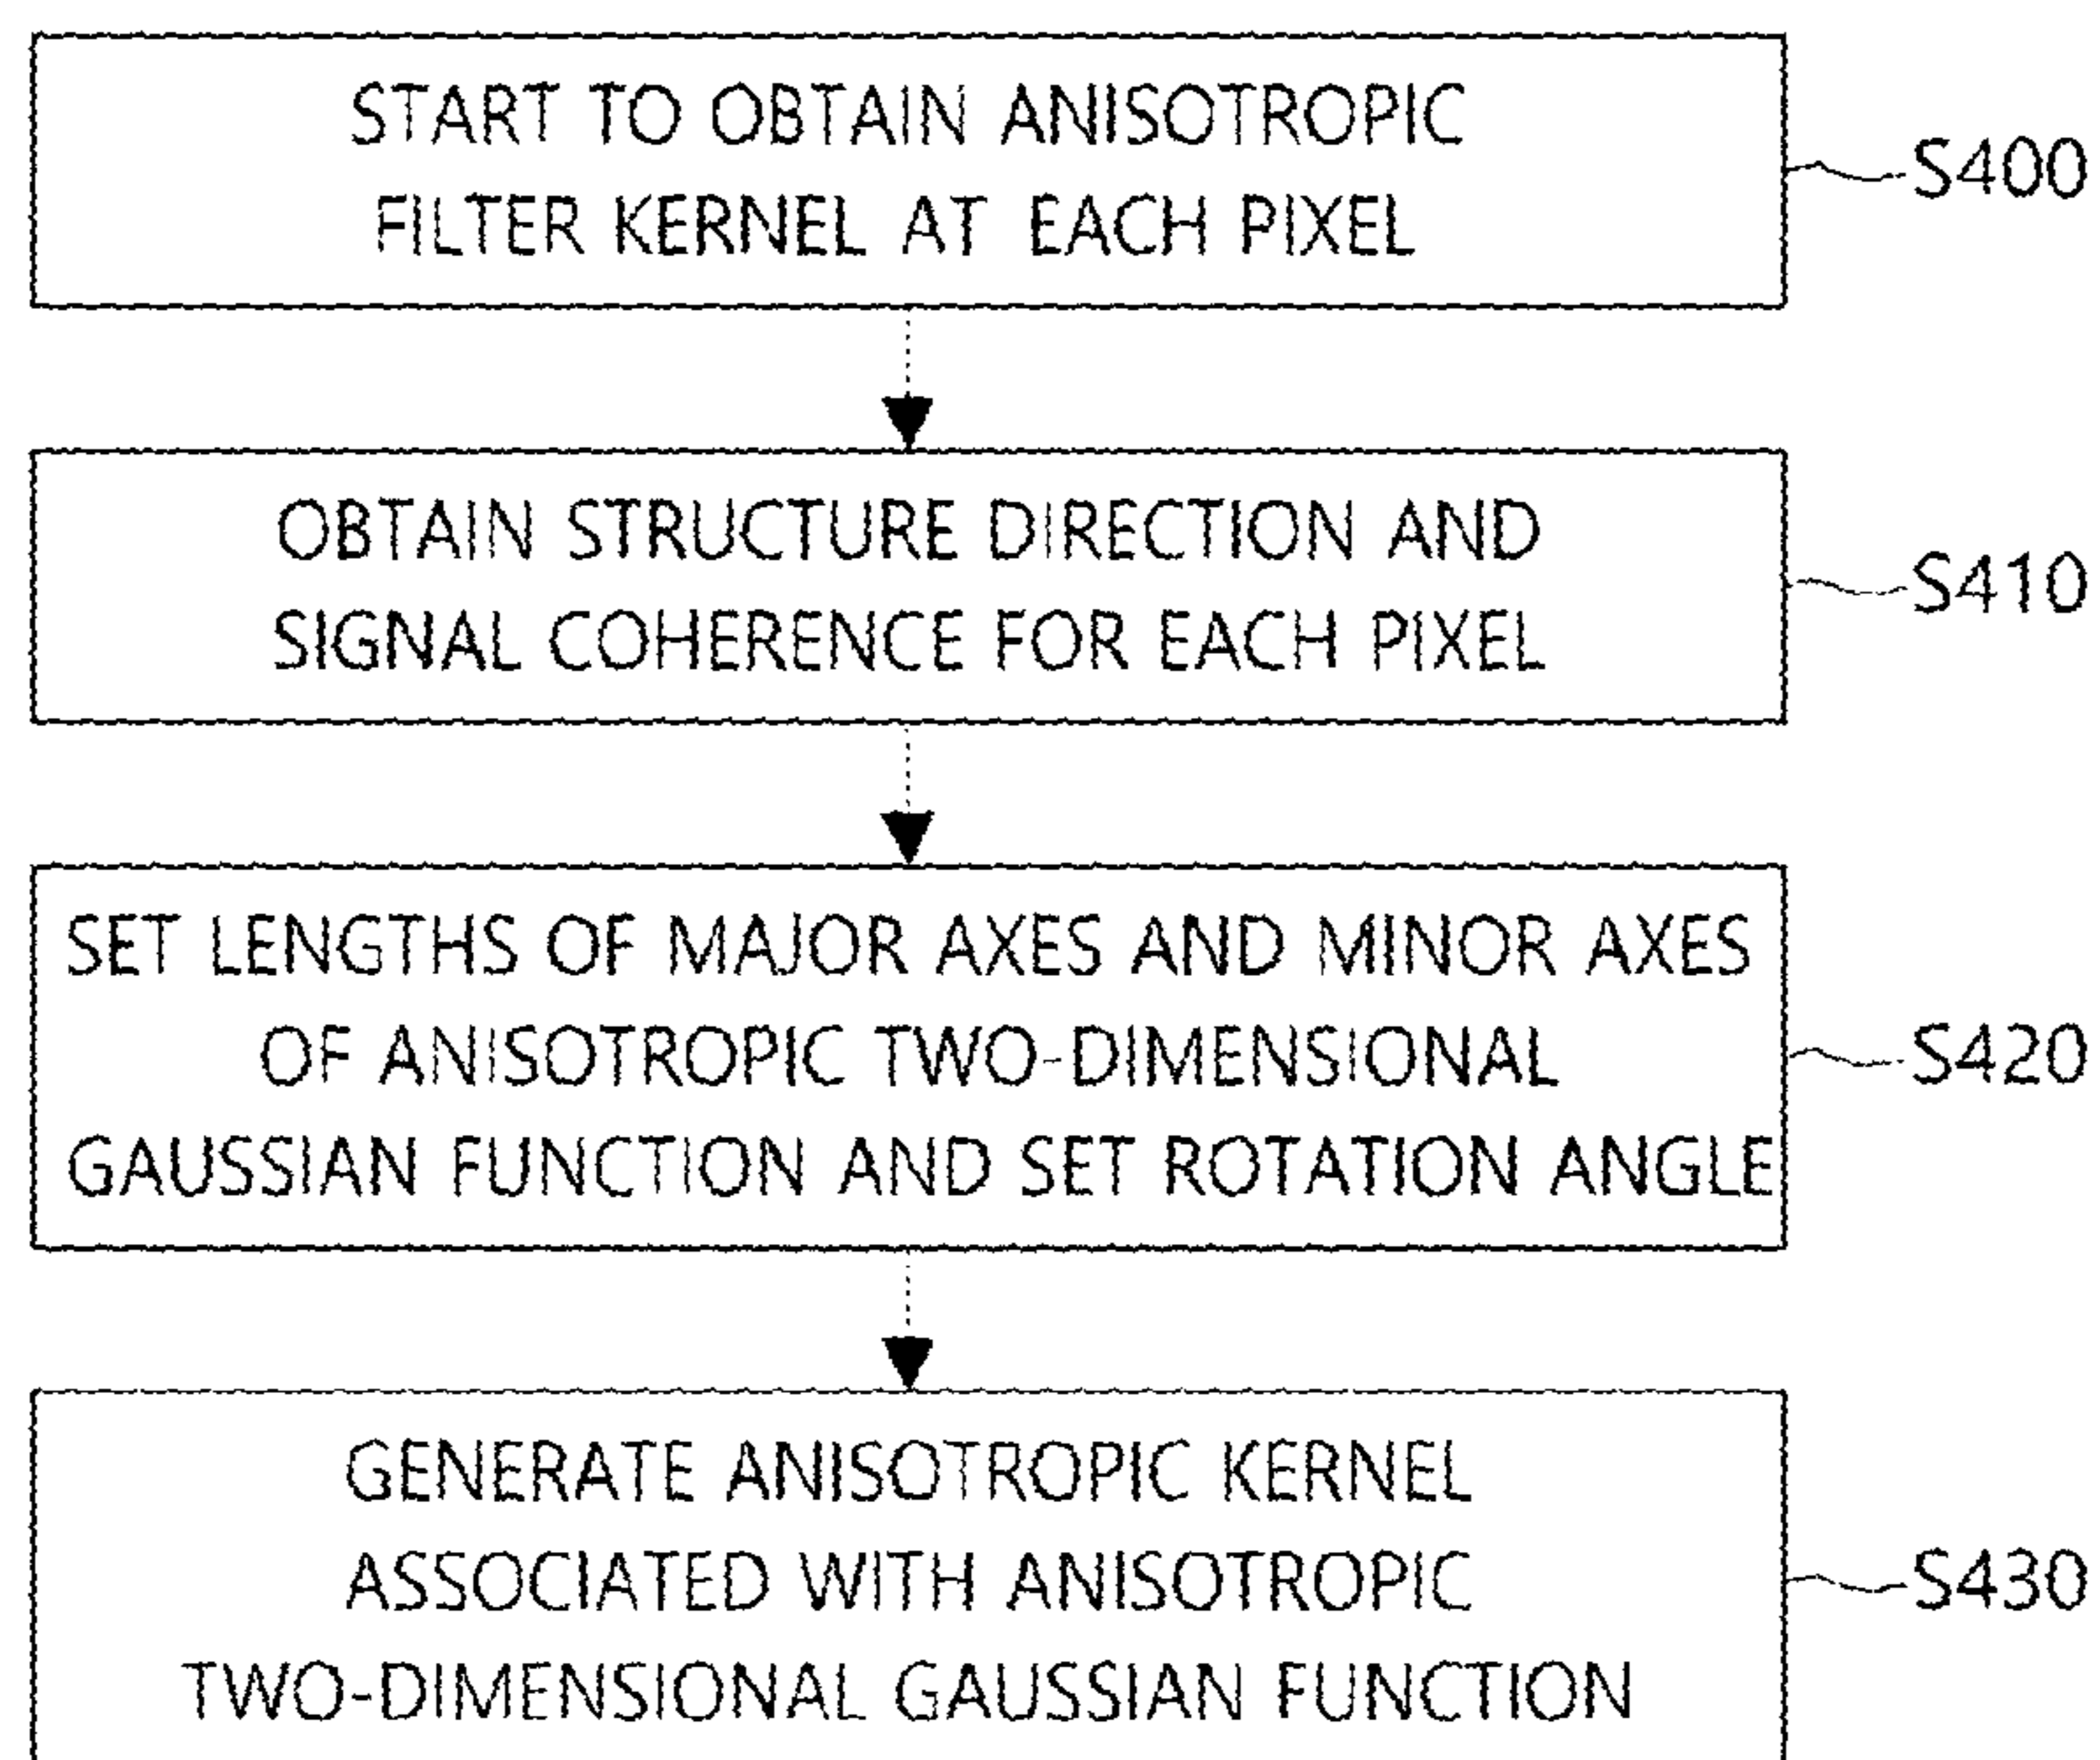 START TO OBTAIN ANISOTROPIC
FILTER KERNEL AT EACH PIXEL
S400
OBTAIN STRUCTURE DIRECTION AND
SIGNAL COHERENCE FOR EACH PIXEL
S410
SET LENGTHS OF MAJOR AXES AND MINOR AXES
OF ANISOTROPIC TWO-DIMENSIONAL
GAUSSIAN FUNCTION AND SET ROTATION ANGLE
S420
GENERATE ANISOTROPIC KERNEL
ASSOCIATED WITH ANISOTROPIC
TWO-DIMENSIONAL GAUSSIAN FUNCTION
S430